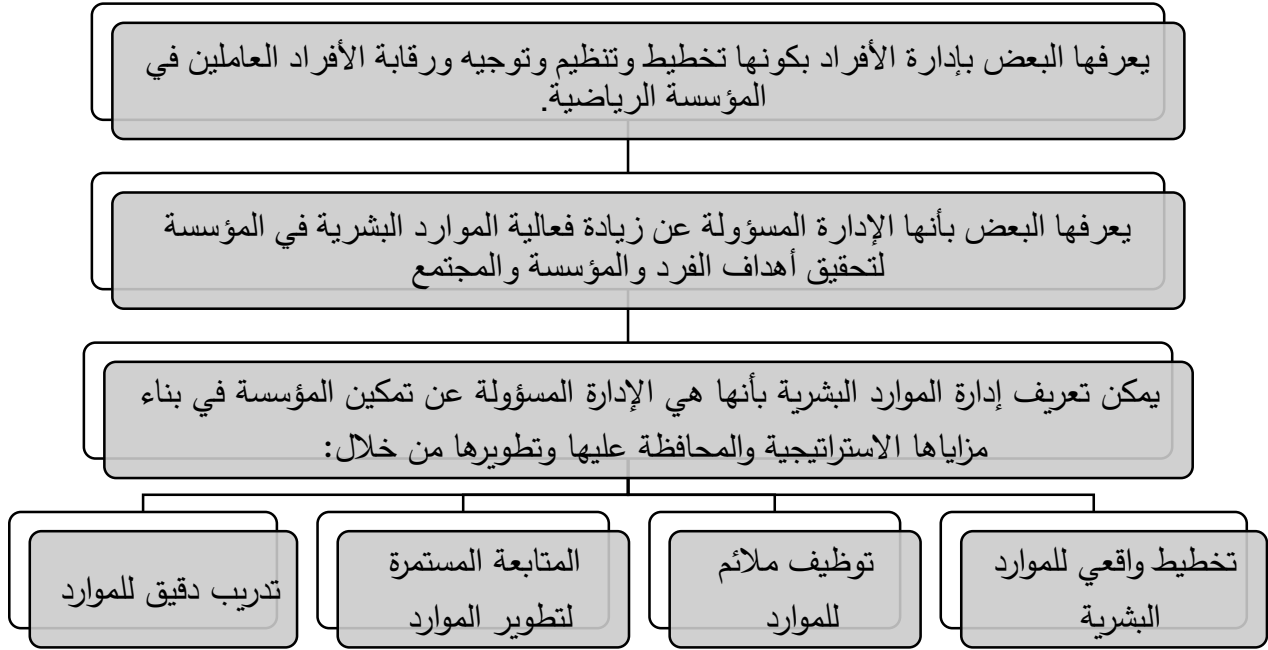 يعرفها البعض بإدارة الأفراد بكونها تخطيط وتنظيم وتوجيه ورقابة الأفراد العاملين في
المؤسسة الرياضية.
يعرفها البعض بأنها الإدارة المسؤولة عن زيادة فعالية الموارد البشرية في المؤسسة
لتحقيق أهداف الفرد والمؤسسة والمجتمع
يمكن تعريف إدارة الموارد البشرية بأنها هي الإدارة المسؤولة عن تمكين المؤسسة في بناء
مزاياها الاستراتيجية والمحافظة عليها وتطويرها من خلال:
تخطيط واقعي للموارد
البشرية
توظيف ملائم
للموارد
المتابعة المستمرة
لتطوير الموارد
تدريب دقيق للموارد